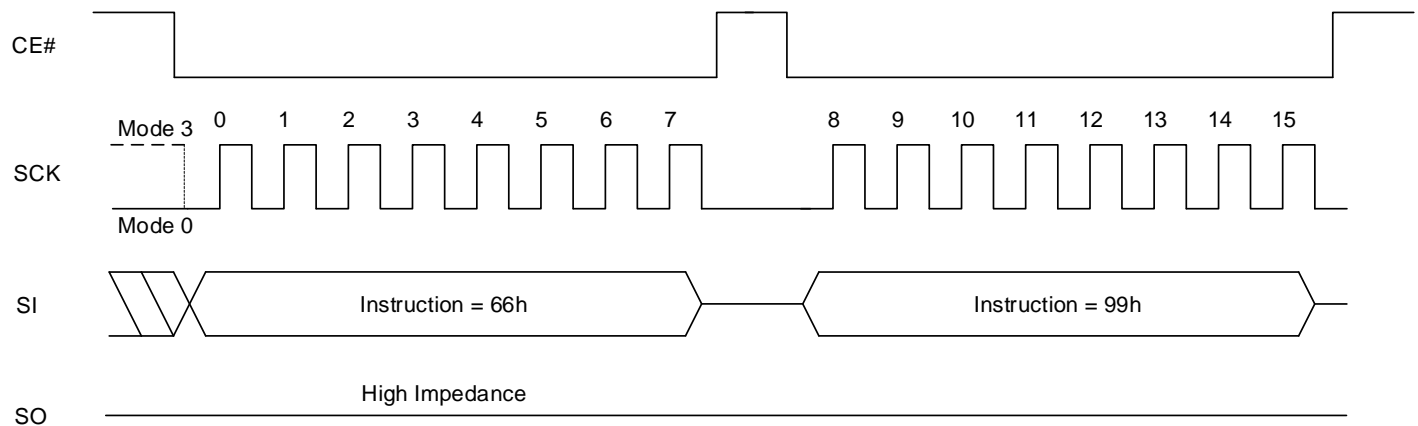 CE#
Mode 3
0 1 2 3 4 5 6 7 8 9 10 11 12 13 14 15
SCK
Mode 0
SI
Instruction = 66h
Instruction = 99h
High Impedance
SO